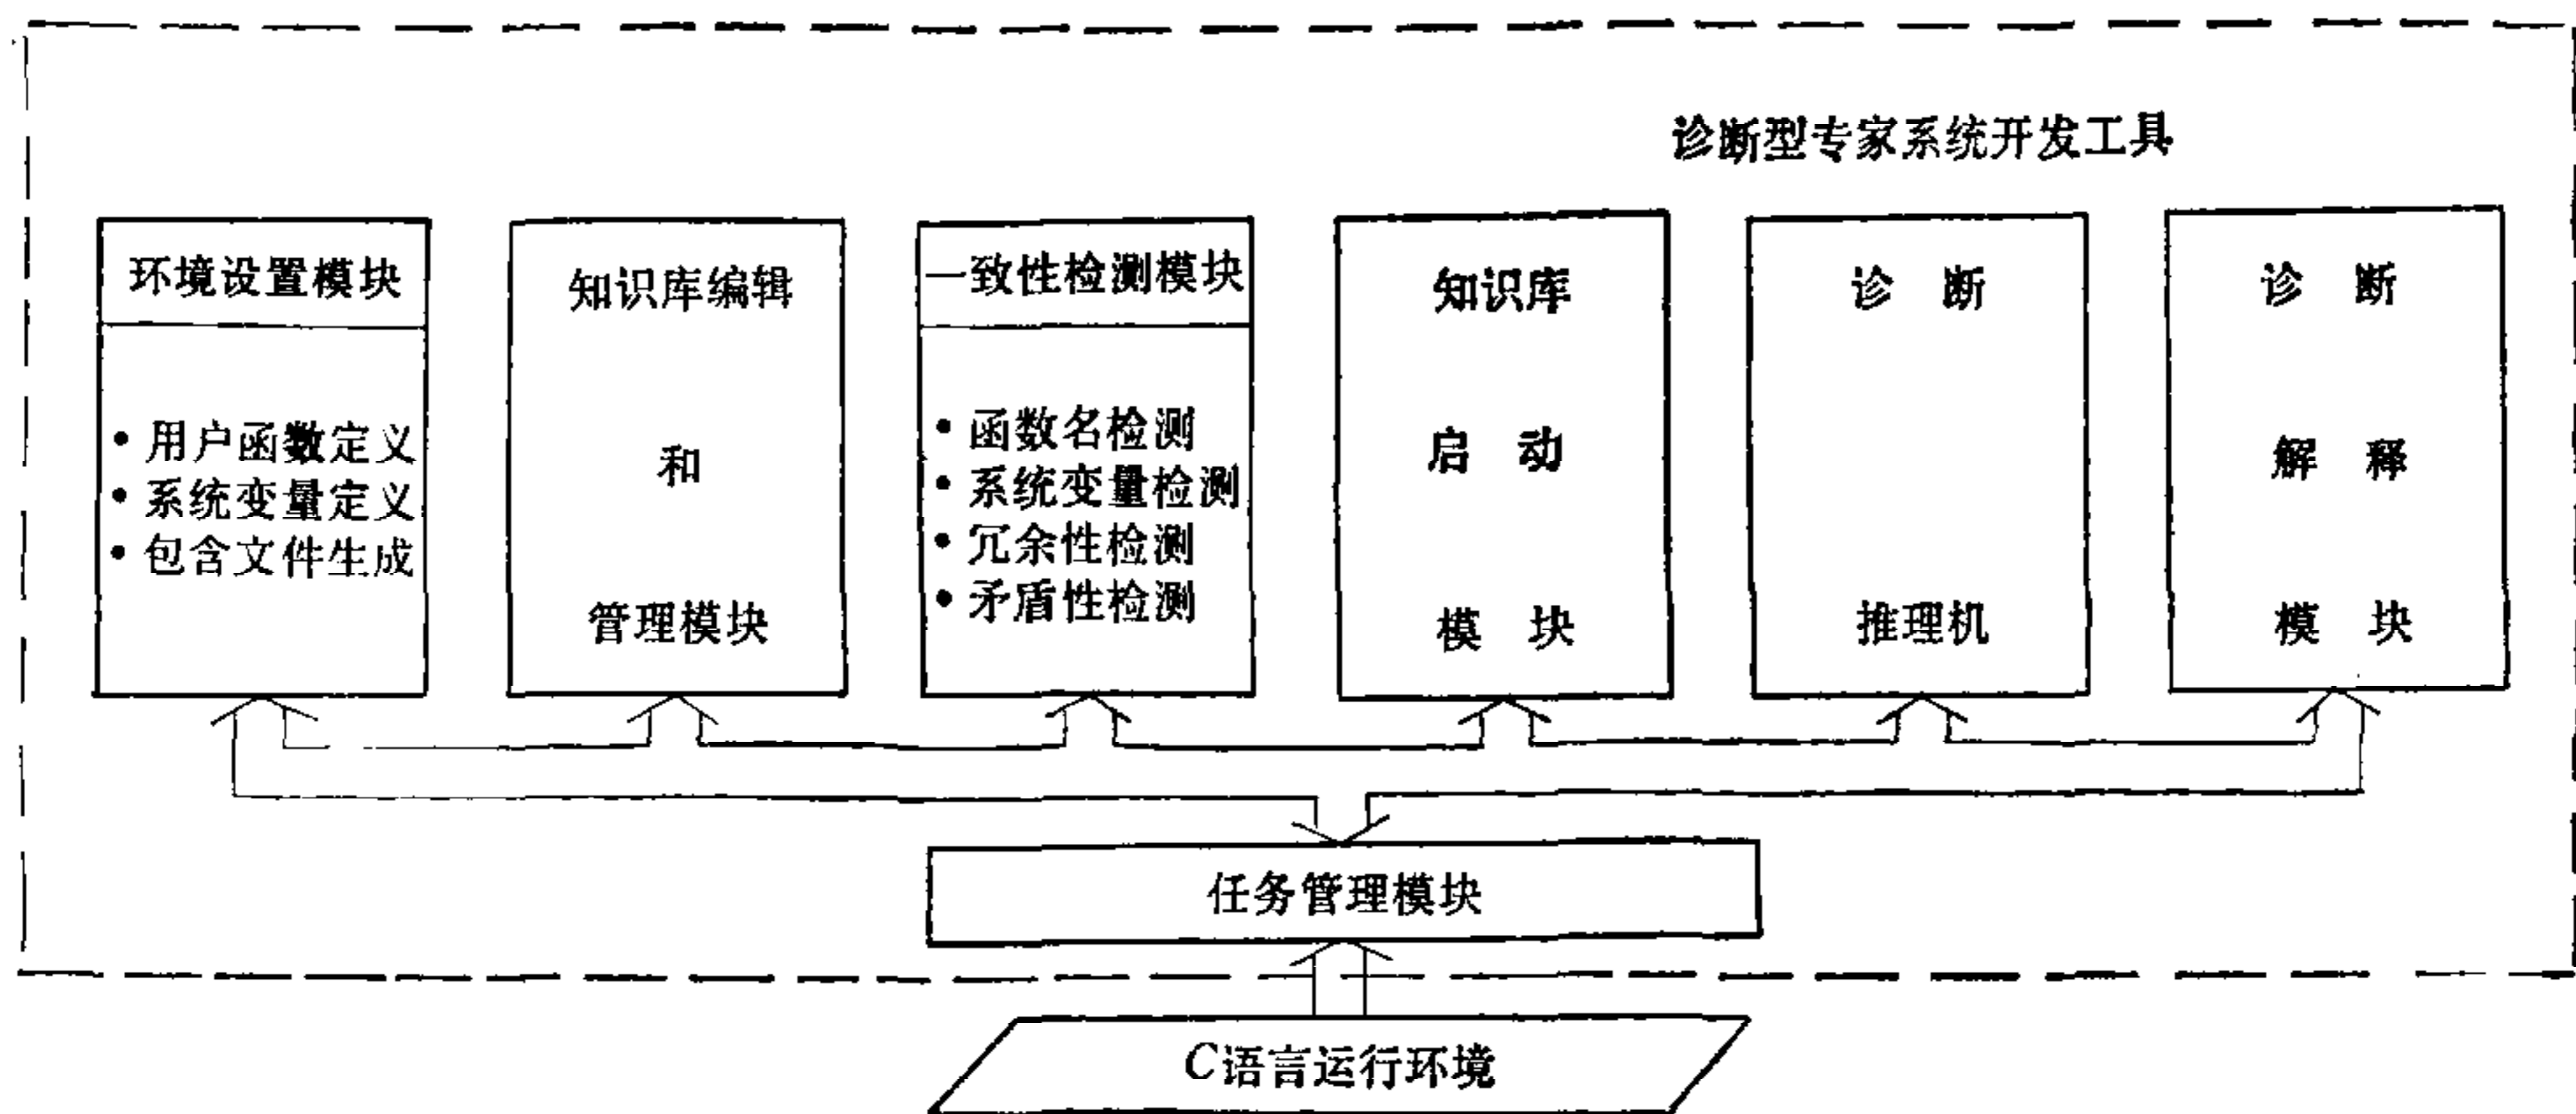 诊断型专家系统开发工具
环境设置模块
• 用户函数定义
• 系统变量定义
• 包含文件生成
知识库编辑
和
管理模块
一致性检测模块
• 函数名检测
• 系统变量检测
• 冗余性检测
• 矛盾性检测
知识库
启 动
模 块
诊 断
推理机
诊 断
解 释
模 块
任务管理模块
C语言运行环境